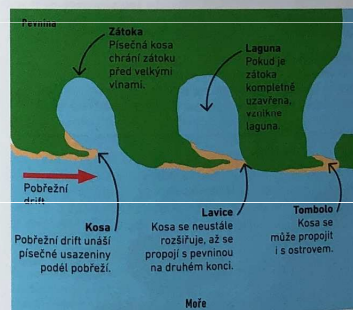 Pevnina
Zátoka
Písečná kosa
chrání zátoku
před velkými
vlnami.
Laguna
Pokud je
zátoka
kompletně
uzavřena,
vznikne
laguna.
Pobřežní
drift
Kosa
Pobřežní drift unáší
písečné usazeniny
podél pobřeží.
Lavice
Kosa se neustále
rozšiřuje, až se
propojí s pevninou
na druhém konci.
Tombolo
Kosa se
může propojit
i s ostrovem.
Moře